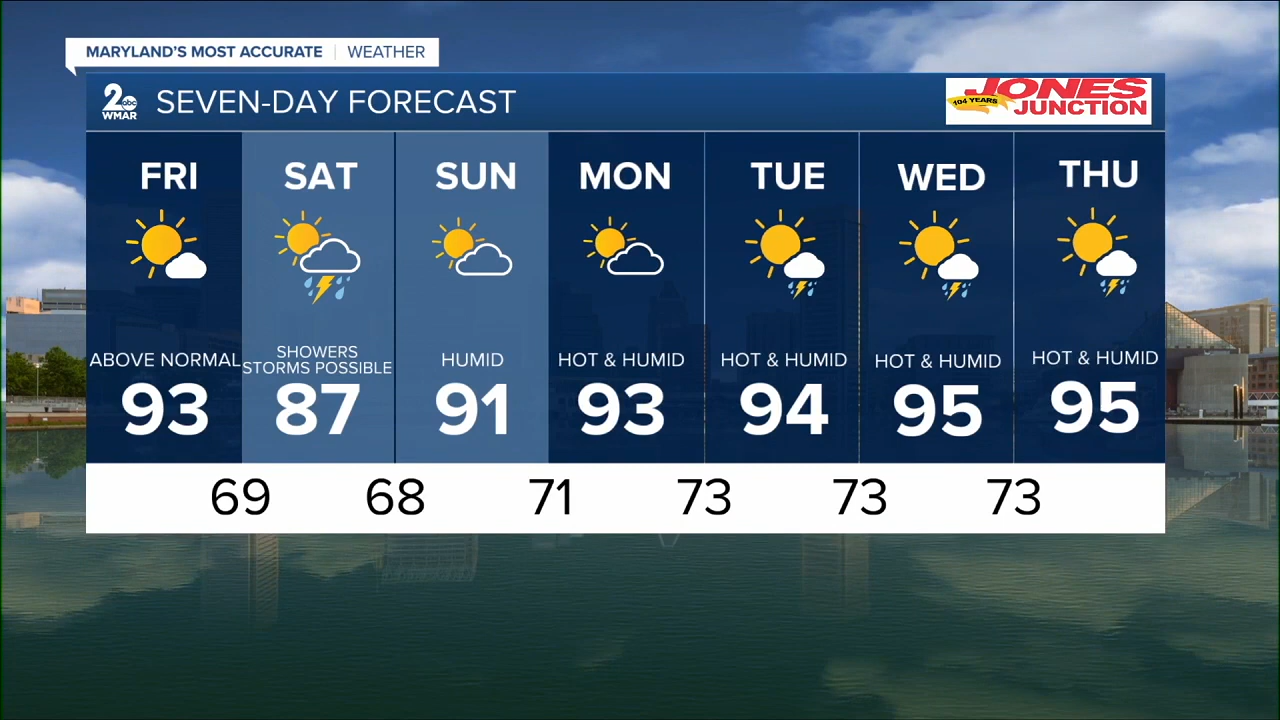 MARYLAND'S MOST ACCURATE | WEATHER
2 abc
WMAR
SEVEN-DAY FORECAST
104 YEARS
JONES
JUNCTION
FRI
SAT
SUN
MON
TUE
WED
THU
ABOVE NORMAL
SHOWERS
STORMS POSSIBLE
HUMID
HOT & HUMID
HOT & HUMID
HOT & HUMID
HOT & HUMID
93
87
91
93
94
95
95
69
68
71
73
73
73